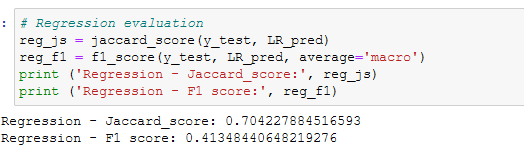 : # Regression evaluation
reg_js = jaccard_score(y_test, LR_pred)
reg_f1 = f1_score(y_test, LR_pred, average='macro')
print ('Regression - Jaccard_score:', reg_js)
print ('Regression - F1 score:', reg_f1)
Regression - Jaccard_score: 0.704227884516593
Regression - F1 score: 0.41348440648219276